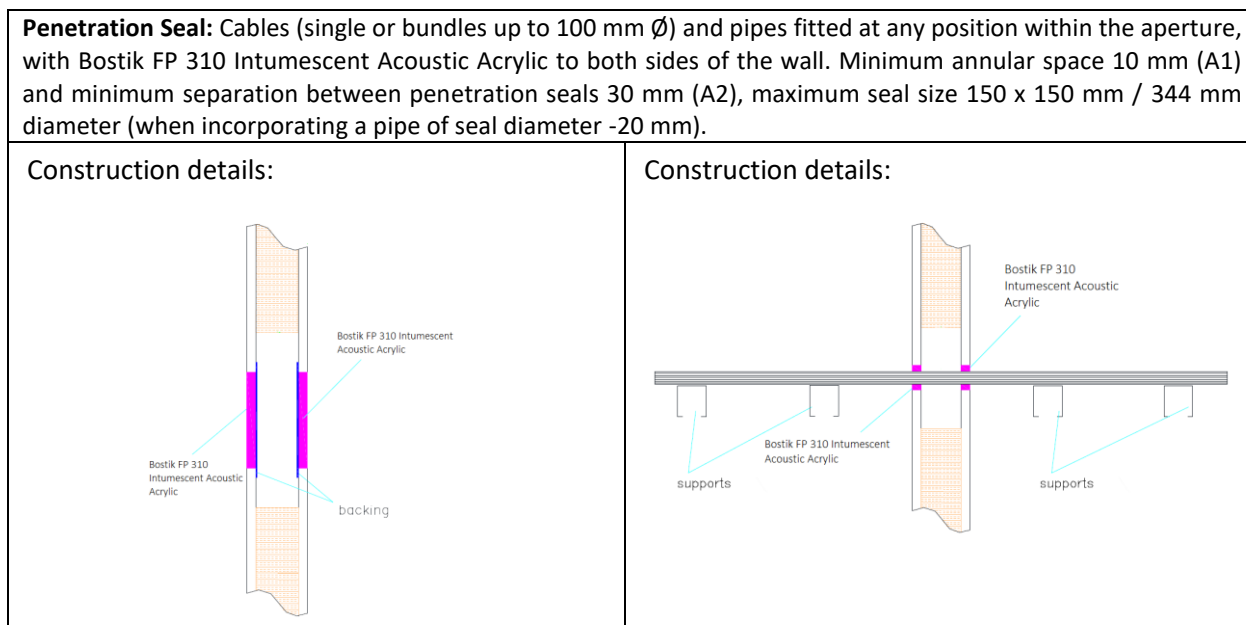 Penetration Seal: Cables (single or bundles up to 100 mm Ø) and pipes fitted at any position within the aperture,
with Bostik FP 310 Intumescent Acoustic Acrylic to both sides of the wall. Minimum annular space 10 mm (A1)
and minimum separation between penetration seals 30 mm (A2), maximum seal size 150 x 150 mm / 344 mm
diameter (when incorporating a pipe of seal diameter -20 mm).
Construction details:
Bostik FP 310 Intumescent
Acoustic Acrylic
Bostik FP 310
Intumescent Acoustic
Acrylic
backing
Construction details:
Bostik FP 310
Intumescent Acoustic
Acrylic
Bostik FP 310 Intumescent
Acoustic Acrylic
supports
supports